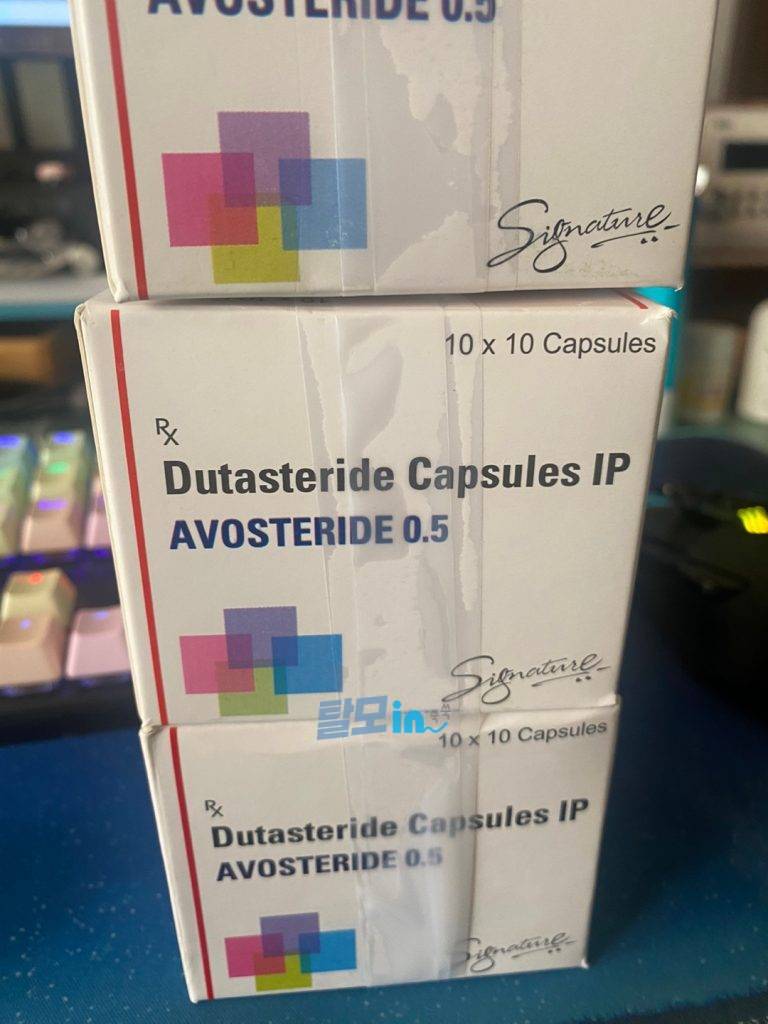 AVOSTERIDE 0.5
Signature
10 x 10 Capsules
Rx
Dutasteride Capsules IP
AVOSTERIDE 0.5
Signature
탈모in
10 x 10 Capsules
Rx
Dutasteride Capsules IP
AVOSTERIDE 0.5
Signature